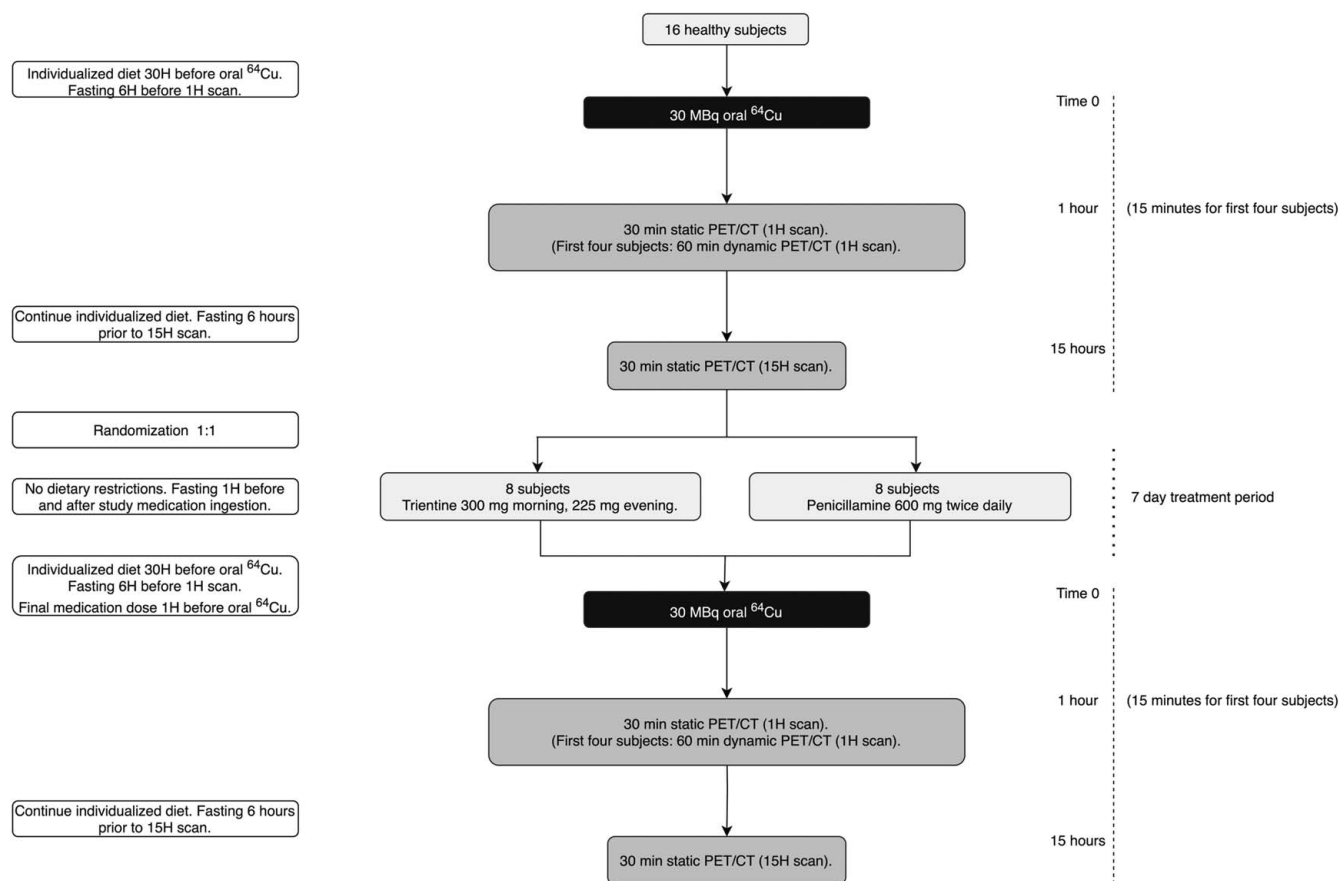 16 healthy subjects
Individualized diet 30H before oral ⁶⁴Cu.
Fasting 6H before 1H scan.
30 MBq oral ⁶⁴Cu
Time 0
30 min static PET/CT (1H scan).
(First four subjects: 60 min dynamic PET/CT (1H scan).
1 hour
(15 minutes for first four subjects)
Continue individualized diet. Fasting 6 hours
prior to 15H scan.
30 min static PET/CT (15H scan).
15 hours
Randomization 1:1
No dietary restrictions. Fasting 1H before
and after study medication ingestion.
8 subjects
Trientine 300 mg morning, 225 mg evening.
8 subjects
Penicillamine 600 mg twice daily
7 day treatment period
Individualized diet 30H before oral ⁶⁴Cu.
Fasting 6H before 1H scan.
Final medication dose 1H before oral ⁶⁴Cu.
30 MBq oral ⁶⁴Cu
Time 0
30 min static PET/CT (1H scan).
(First four subjects: 60 min dynamic PET/CT (1H scan).
1 hour
(15 minutes for first four subjects)
Continue individualized diet. Fasting 6 hours
prior to 15H scan.
30 min static PET/CT (15H scan).
15 hours